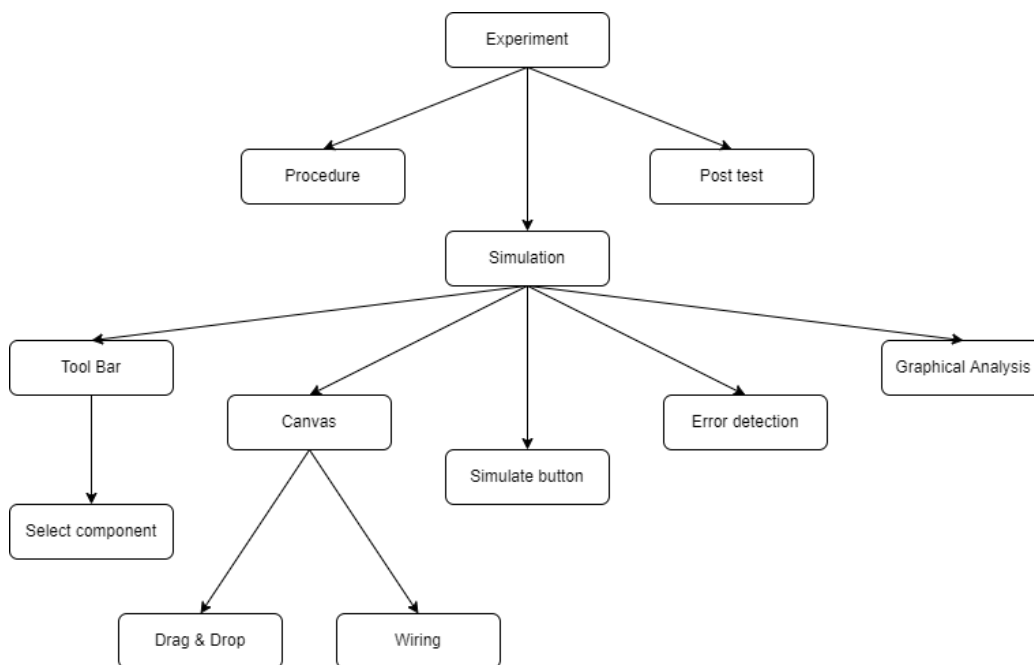 Experiment
Procedure
Post test
Simulation
Tool Bar
Graphical Analysis
Canvas
Error detection
Simulate button
Select component
Drag & Drop
Wiring